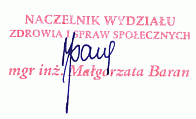 NACZELNIK WYDZIAŁU
ZDROWIA I SPRAW SPOŁECZNYCH
mgr inż. Małgorzata Baran